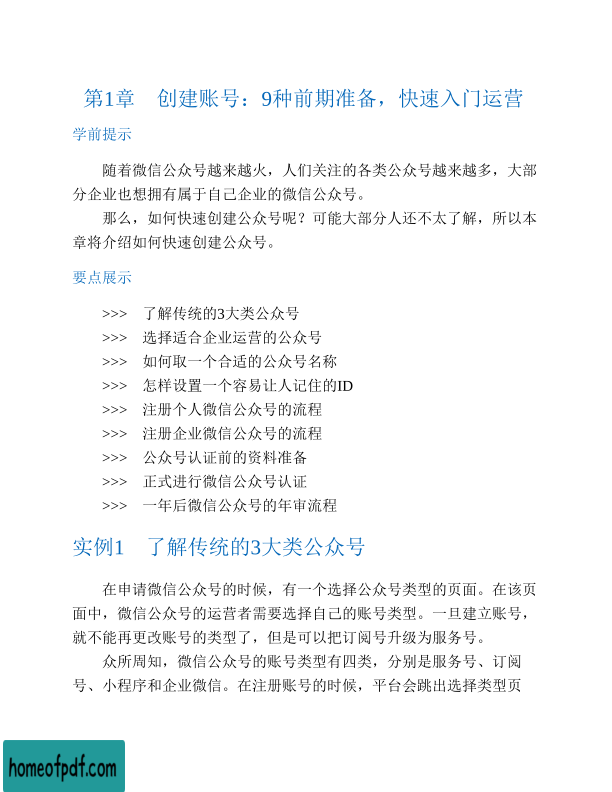 第1章　创建账号：9种前期准备，快速入门运营
学前提示
随着微信公众号越来越火，人们关注的各类公众号越来越多，大部
分企业也想拥有属于自己企业的微信公众号。
那么，如何快速创建公众号呢？可能大部分人还不太了解，所以本
章将介绍如何快速创建公众号。
要点展示
>>>　了解传统的3大类公众号
>>>　选择适合企业运营的公众号
>>>　如何取一个合适的公众号名称
>>>　怎样设置一个容易让人记住的ID
>>>　注册个人微信公众号的流程
>>>　注册企业微信公众号的流程
>>>　公众号认证前的资料准备
>>>　正式进行微信公众号认证
>>>　一年后微信公众号的年审流程
实例1　了解传统的3大类公众号
在申请微信公众号的时候，有一个选择公众号类型的页面。在该页
面中，微信公众号的运营者需要选择自己的账号类型。一旦建立账号，
就不能再更改账号的类型了，但是可以把订阅号升级为服务号。
众所周知，微信公众号的账号类型有四类，分别是服务号、订阅
号、小程序和企业微信。在注册账号的时候，平台会跳出选择类型页
homeofpdf.com